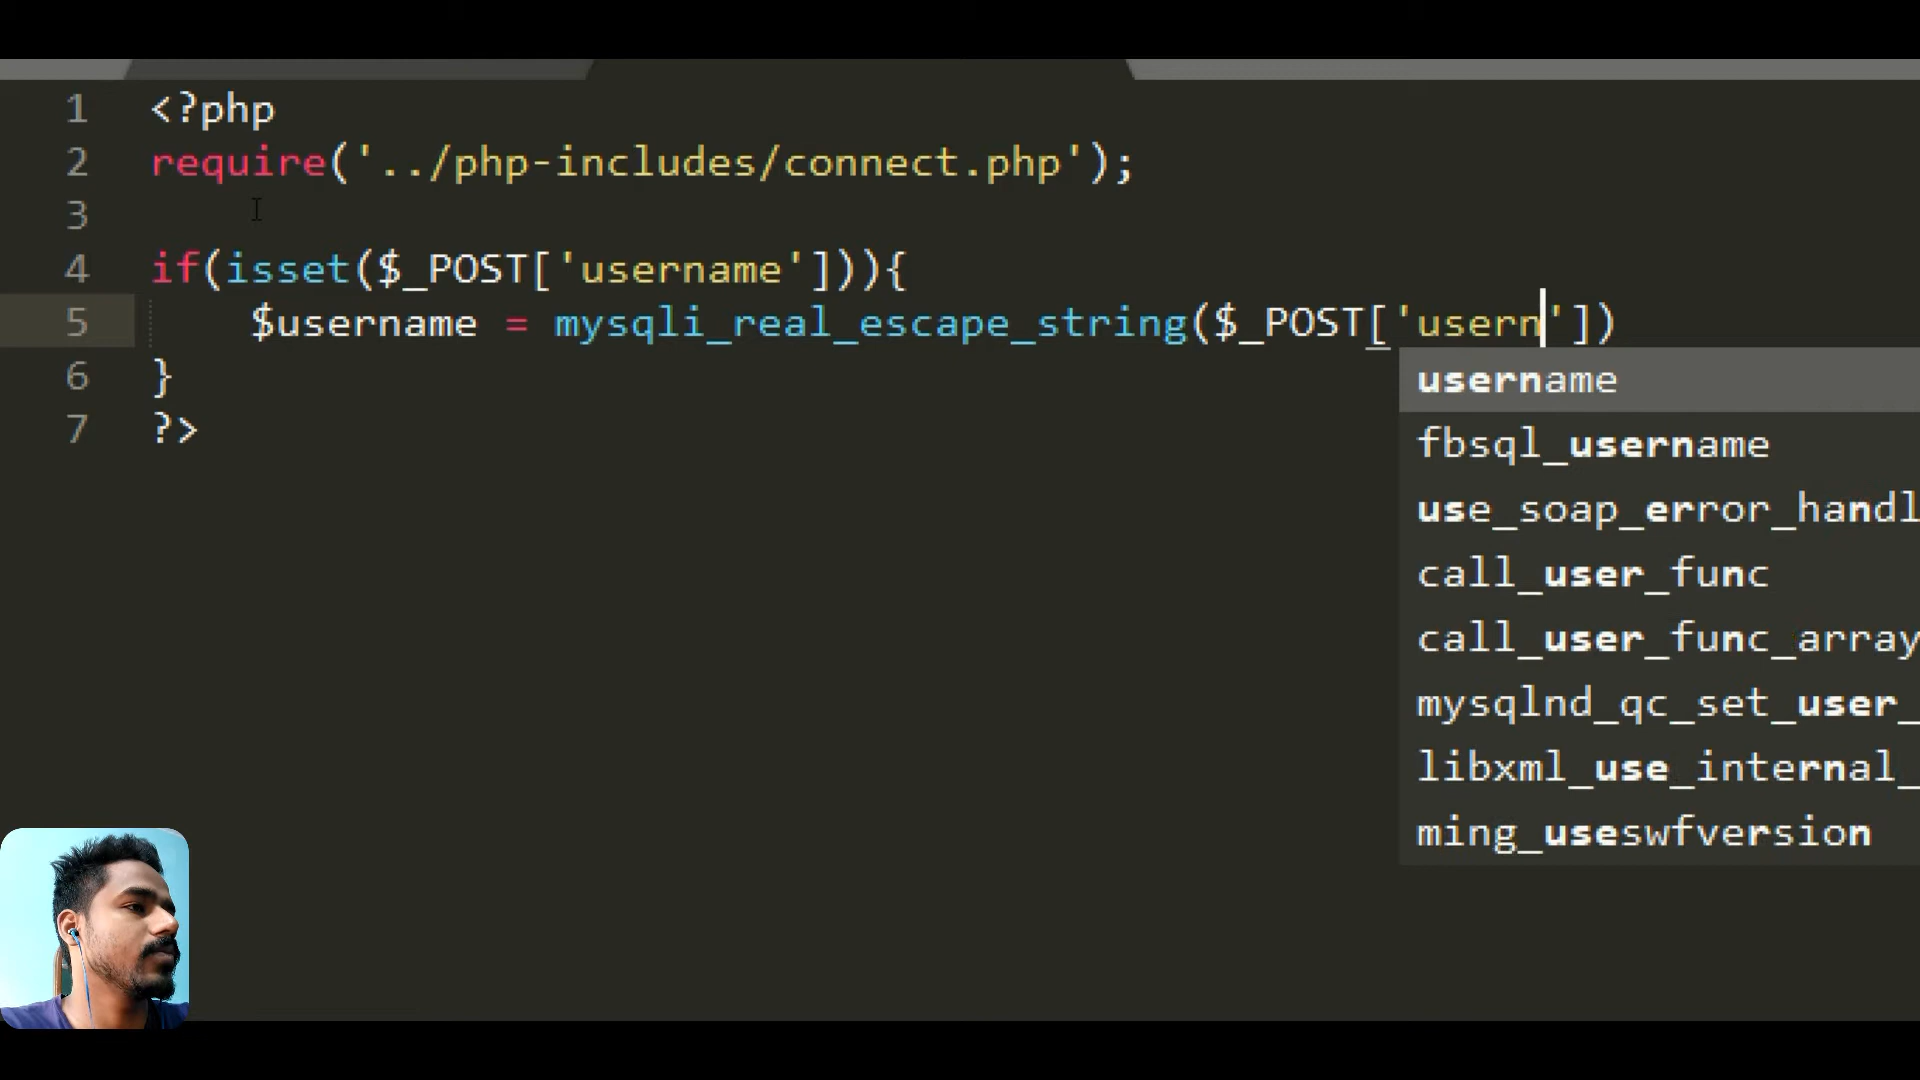 1 <?php
2 require('../php-includes/connect.php');
3
4 if(isset($_POST['username'])){
5 $username = mysqli_real_escape_string($_POST['usern'])
6 }
7 ?>
username
fbsql_username
use_soap_error_handl
call_user_func
call_user_func_array
mysqlnd_qc_set_user_
libxml_use_internal_
ming_useswfversion